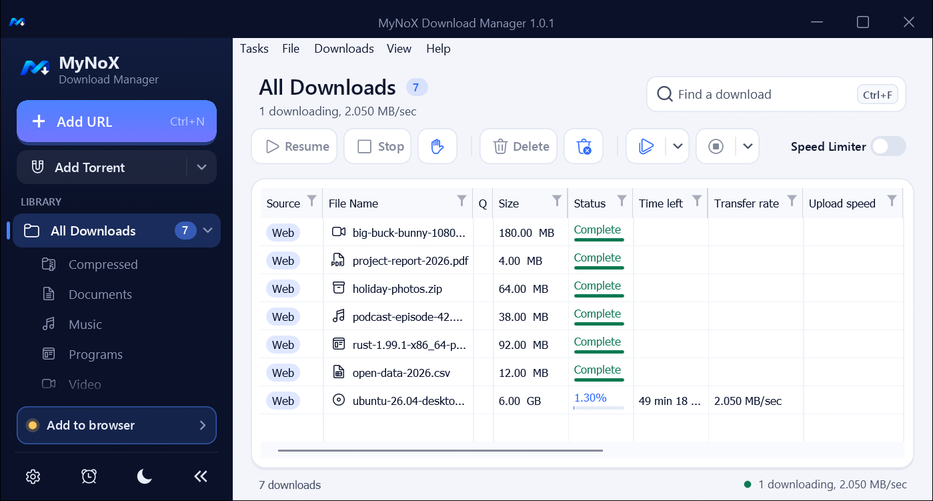 MyNoX Download Manager 1.0.1
MyNoX
Download Manager
Add URL Ctrl+N
Add Torrent
LIBRARY
All Downloads 7
Compressed
Documents
Music
Programs
Video
Add to browser
Tasks File Downloads View Help
All Downloads 7
1 downloading, 2.050 MB/sec
Find a download Ctrl+F
Resume Stop Delete Speed Limiter
Source File Name Q Size Status Time left Transfer rate Upload speed
Web big-buck-bunny-1080... 180.00 MB Complete
Web project-report-2026.pdf 4.00 MB Complete
Web holiday-photos.zip 64.00 MB Complete
Web podcast-episode-42.... 38.00 MB Complete
Web rust-1.99.1-x86_64-p... 92.00 MB Complete
Web open-data-2026.csv 12.00 MB Complete
Web ubuntu-26.04-deskto... 6.00 GB 1.30% 49 min 18 ... 2.050 MB/sec
7 downloads 1 downloading, 2.050 MB/sec